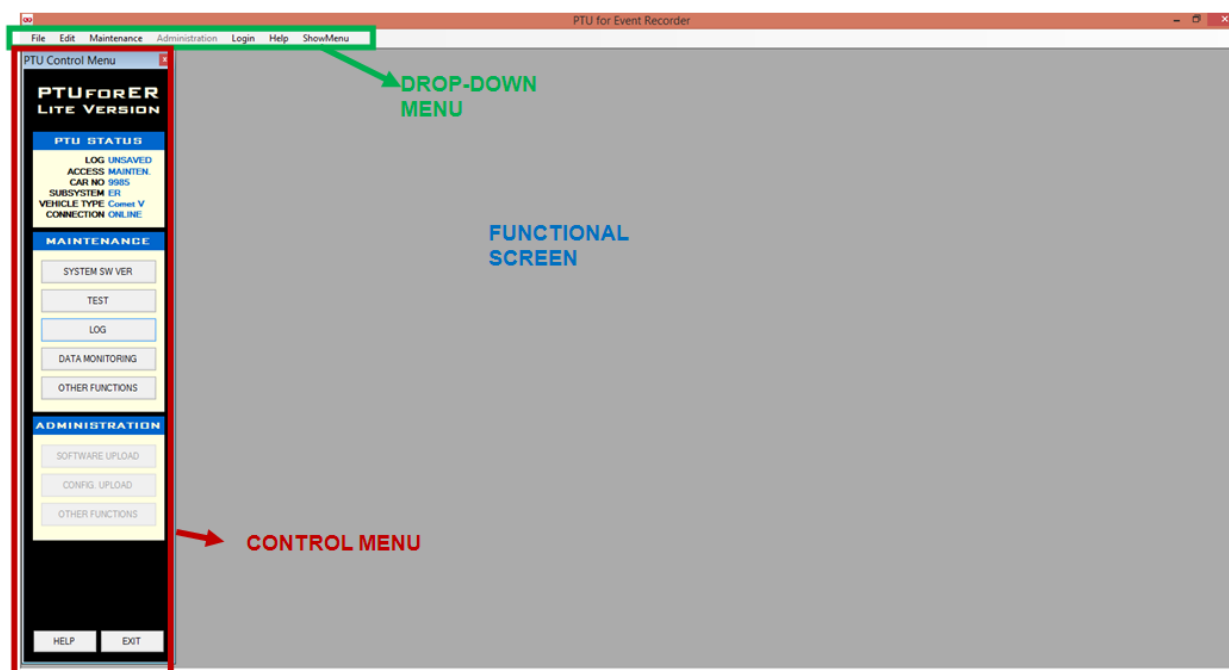 PTU for Event Recorder
File Edit Maintenance Administration Login Help ShowMenu
PTU Control Menu
DROP-DOWN
MENU
PTUforER
Lite Version
PTU STATUS
LOG UNSAVED
ACCESS MAINTEN.
CAR NO 9985
SUBSYSTEM ER
VEHICLE TYPE Comet V
CONNECTION ONLINE
FUNCTIONAL
SCREEN
MAINTENANCE
SYSTEM SW VER
TEST
LOG
DATA MONITORING
OTHER FUNCTIONS
ADMINISTRATION
SOFTWARE UPLOAD
CONFIG. UPLOAD
OTHER FUNCTIONS
CONTROL MENU
HELP EXIT